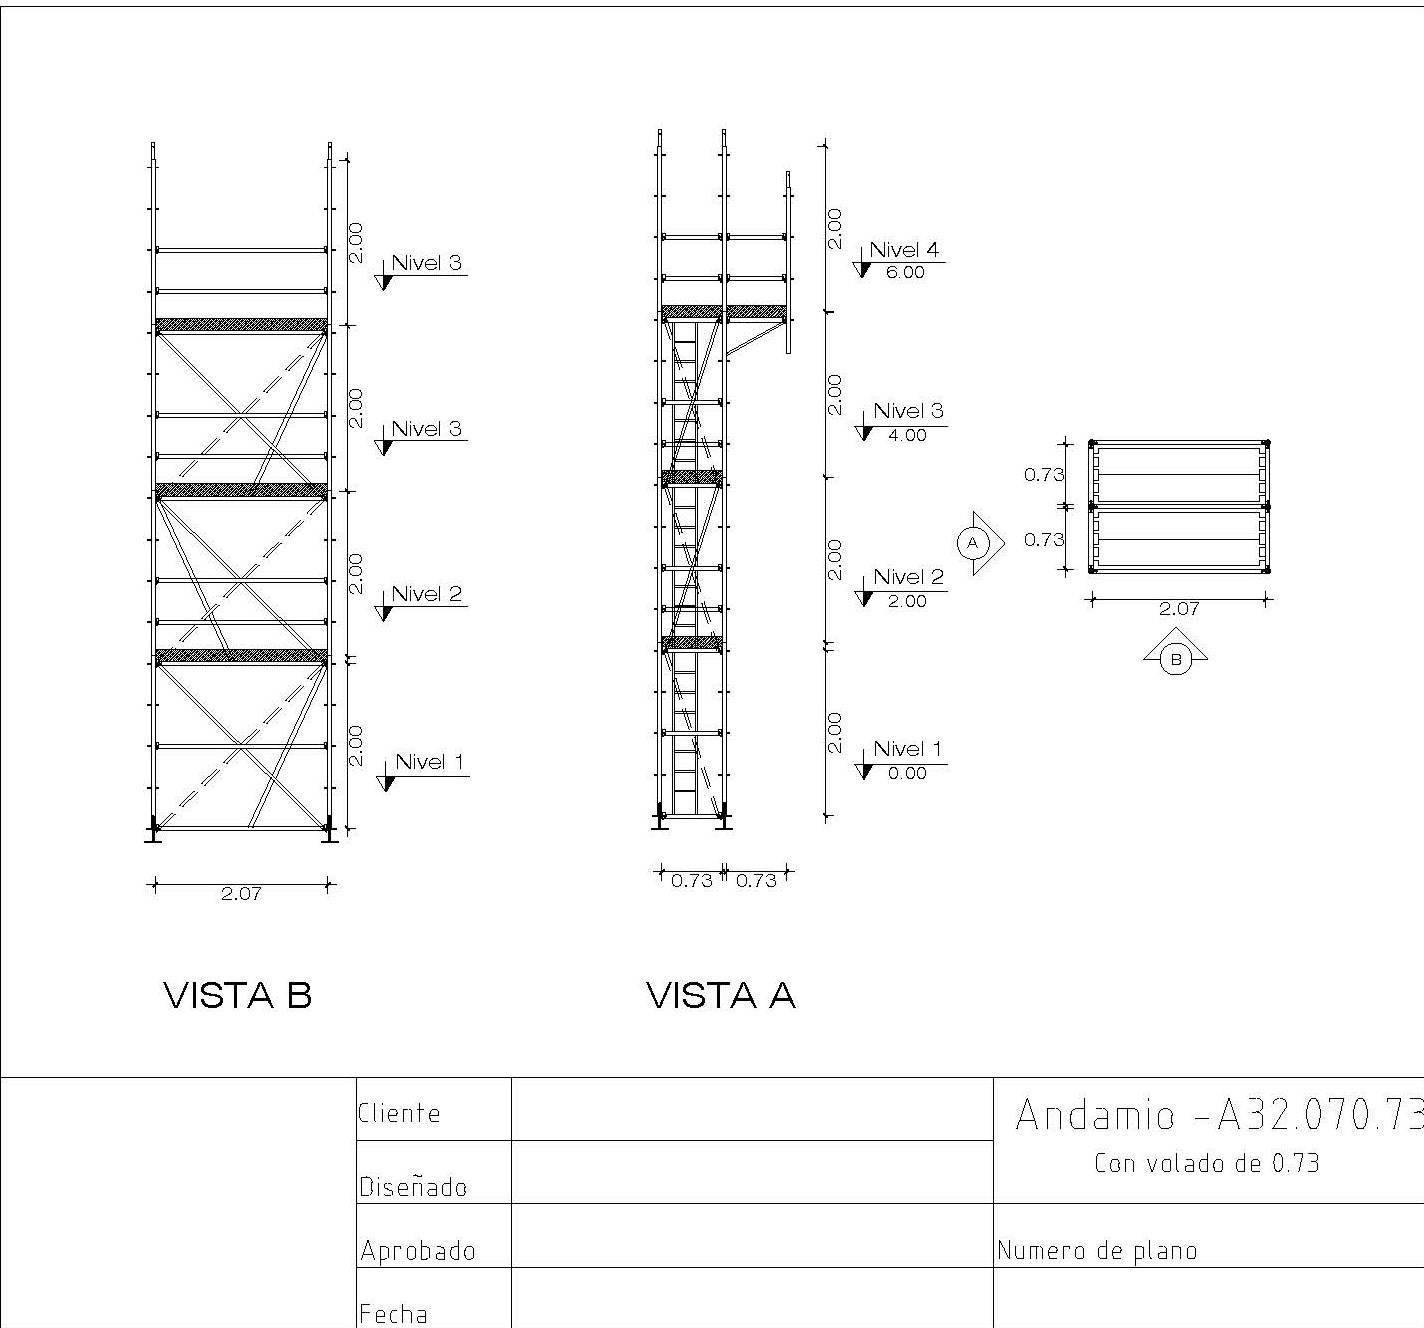 2.00
Nivel 3
2.00
Nivel 3
2.00
Nivel 2
2.00
Nivel 1
2.07
VISTA B
2.00
Nivel 4
6.00
2.00
Nivel 3
4.00
2.00
Nivel 2
2.00
2.00
Nivel 1
0.00
0.73 0.73
VISTA A
0.73
0.73
A
2.07
B
Cliente
Diseñado
Aprobado
Fecha
Andamio -A32.070.73
Con volado de 0.73
Numero de plano